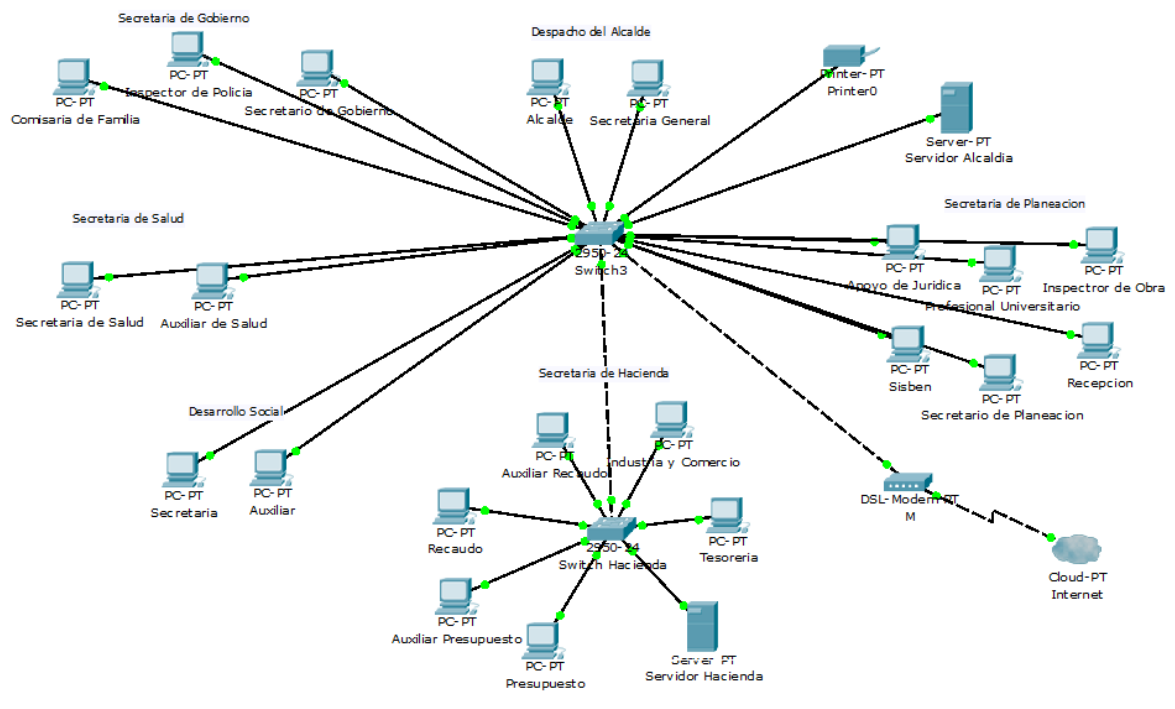 Secretaria de Gobierno
PC-PT
Comisaria de Familia
PC-PT
Inspector de Policia
PC-PT
Secretario de Gobierno
Despacho del Alcalde
PC-PT
Alcalde
PC-PT
Secretaria General
Printer-PT
Printer0
Server-PT
Servidor Alcaldia
Secretaria de Salud
PC-PT
Secretaria de Salud
PC-PT
Auxiliar de Salud
2950-24
Switch3
Secretaria de Planeacion
PC-PT
Apoyo de Juridica
PC-PT
Profesional Universitario
PC-PT
Inspectror de Obra
PC-PT
Sisben
PC-PT
Secretario de Planeacion
PC-PT
Recepcion
Desarrollo Social
PC-PT
Secretaria
PC-PT
Auxiliar
Secretaria de Hacienda
PC-PT
Auxiliar Recaudo
PC-PT
Industria y Comercio
PC-PT
Recaudo
2950-24
Switch Hacienda
PC-PT
Tesoreria
PC-PT
Auxiliar Presupuesto
PC-PT
Presupuesto
Server-PT
Servidor Hacienda
DSL-Modem-PT
M
Cloud-PT
Internet